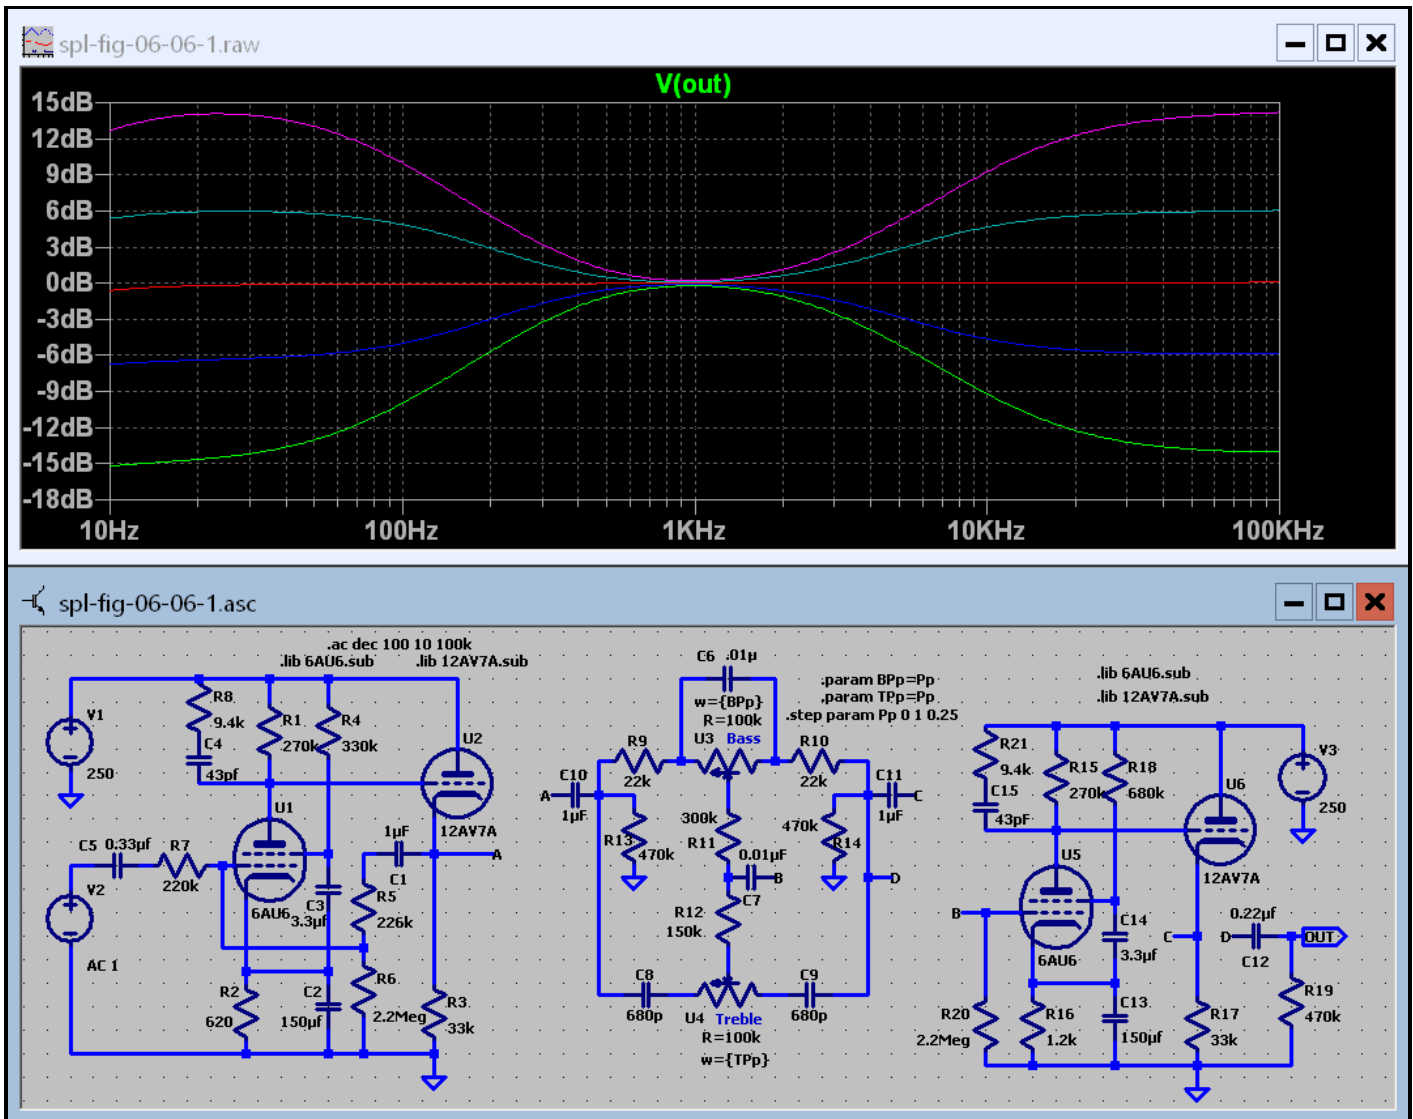 spl-fig-06-06-1.raw
V(out)
15dB
12dB
9dB
6dB
3dB
0dB
-3dB
-6dB
-9dB
-12dB
-15dB
-18dB
10Hz 100Hz 1KHz 10KHz 100KHz
spl-fig-06-06-1.asc
.ac dec 100 10 100k
.lib 6AU6.sub .lib 12AV7A.sub
R8
9.4k
C4
43pf
R1
270k
R4
330k
V1
250
U2
12AV7A
U1
6AU6
C5 0.33µf
R7
220k
V2
AC 1
C3
3.3µf
1µF
C1
A
R5
226k
R2
620
C2
150µf
R6
2.2Meg
R3
33k
C6 .01µ
w={BPp}
R=100k
U3 Bass
.param BPp=Pp
.param TPp=Pp
.step param Pp 0 1 0.25
R9
22k
R10
22k
C10
A
1µF
C11
C
1µF
R13
470k
300k
R11
470k
R14
0.01µF
B
C7
D
R12
150k
C8
680p
C9
680p
U4 Treble
R=100k
w={TPp}
.lib 6AU6.sub
.lib 12AV7A.sub
R21
9.4k
C15
43pF
R15
270k
R18
680k
V3
250
U6
12AV7A
U5
6AU6
B
C14
3.3µf
C
D
0.22µf
C12
OUT
R20
2.2Meg
R16
1.2k
C13
150µf
R17
33k
R19
470k